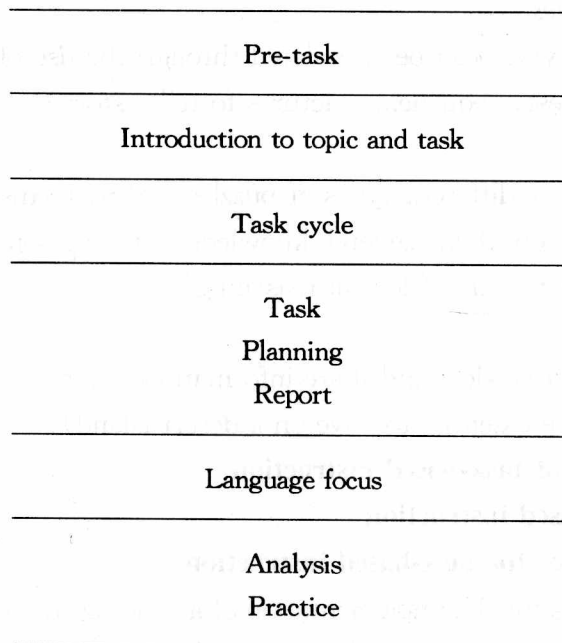 Pre-task
Introduction to topic and task
Task cycle
Task
Planning
Report
Language focus
Analysis
Practice